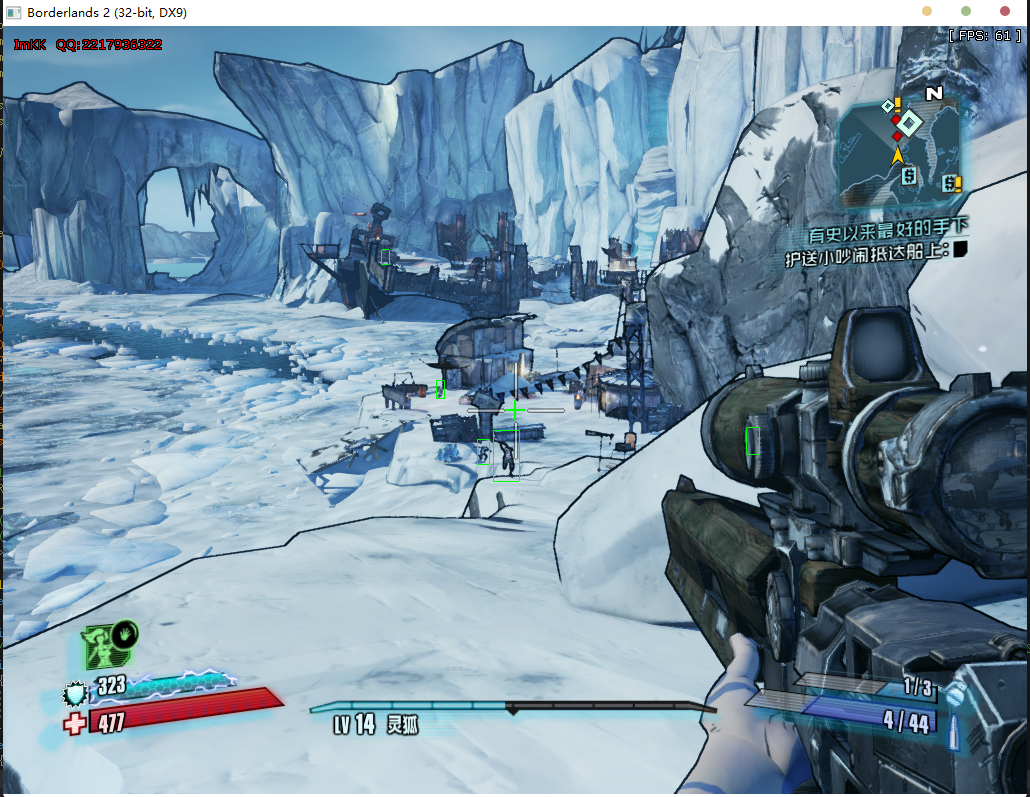 Borderlands 2 (32-bit, DX9)
ImKK QQ:2217936322
[ FPS: 61 ]
N
$
$
有史以来最好的手下
护送小吵闹抵达船上:
323
477
LV 14 灵狐
1/3
4/44